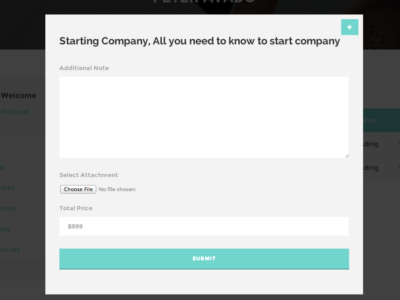 Starting Company, All you need to know to start company
Additional Note
Select Attachment
Choose File No file chosen
Total Price
$999
SUBMIT
Welcome